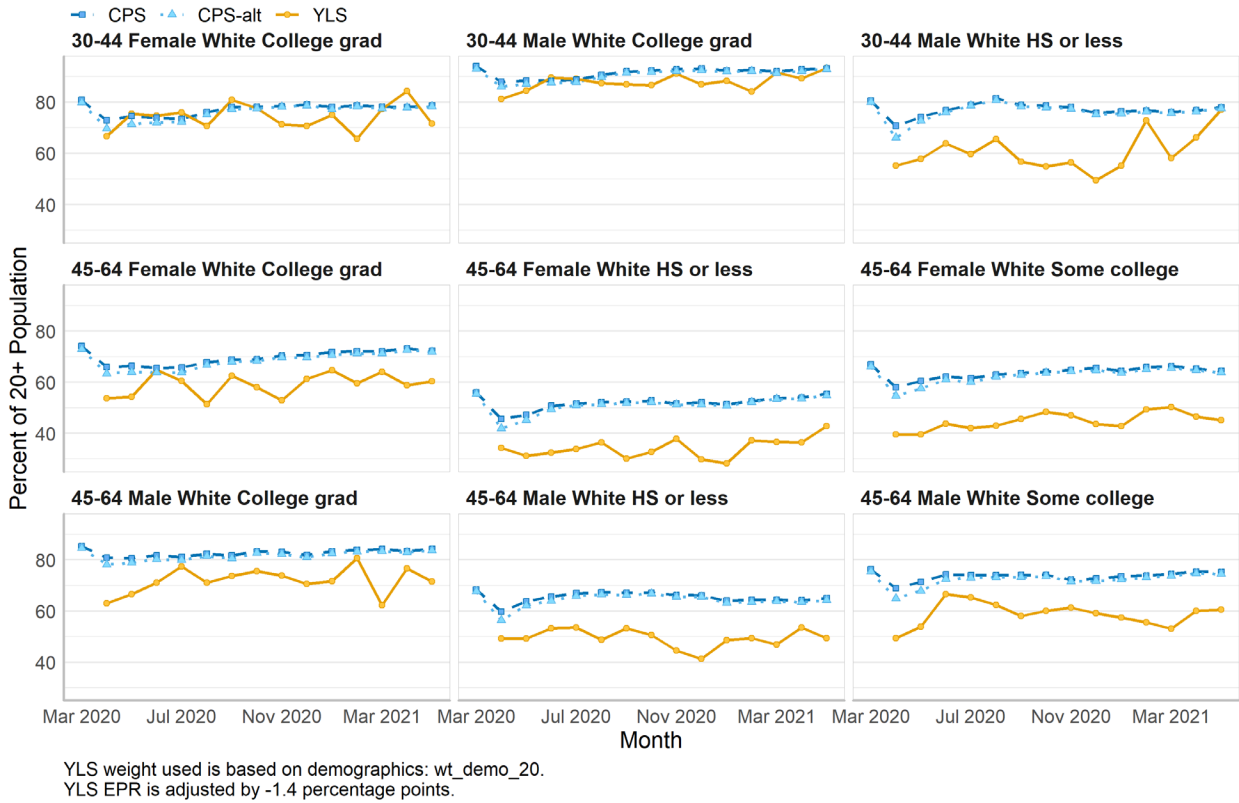 CPS CPS-alt YLS
30-44 Female White College grad
30-44 Male White College grad
30-44 Male White HS or less
80
60
40
45-64 Female White College grad
45-64 Female White HS or less
45-64 Female White Some college
80
60
40
45-64 Male White College grad
45-64 Male White HS or less
45-64 Male White Some college
80
60
40
Percent of 20+ Population
Mar 2020 Jul 2020 Nov 2020 Mar 2021
Mar 2020 Jul 2020 Nov 2020 Mar 2021
Mar 2020 Jul 2020 Nov 2020 Mar 2021
Month
YLS weight used is based on demographics: wt_demo_20.
YLS EPR is adjusted by -1.4 percentage points.